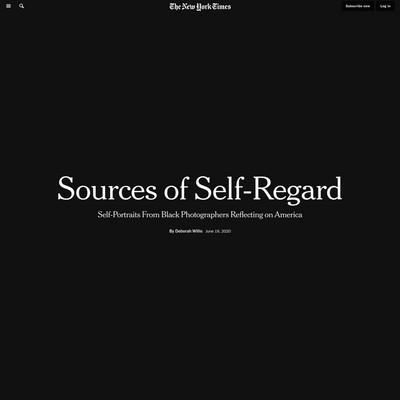 The New York Times
Subscribe now
Log in
Sources of Self-Regard
Self-Portraits From Black Photographers Reflecting on America
By Deborah Willis June 19, 2020